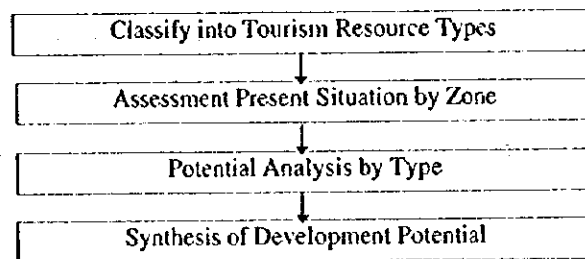 Classify into Tourism Resource Types
Assessment Present Situation by Zone
Potential Analysis by Type
Synthesis of Development Potential